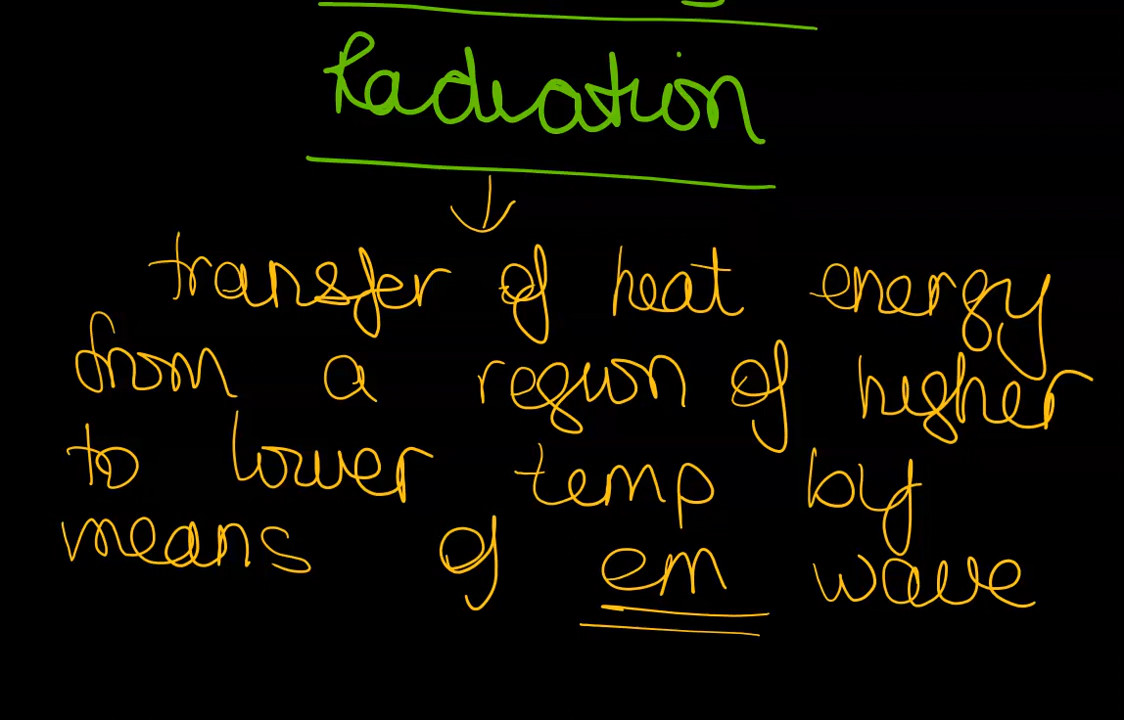 Radiation
transfer of heat energy
from a region of higher
to lower temp by
means of em wave